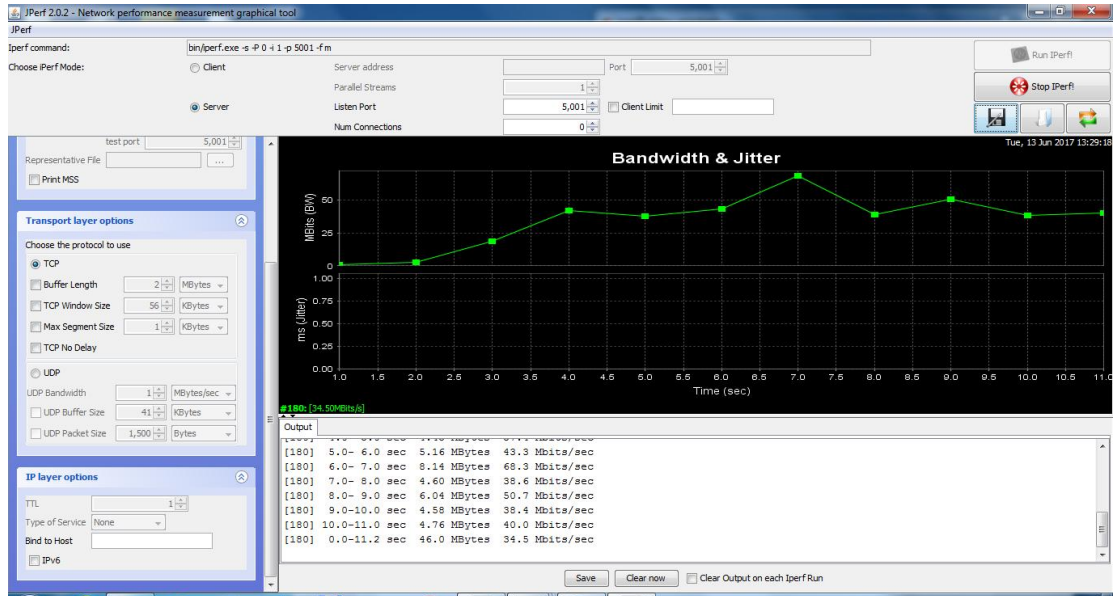 JPerf 2.0.2 - Network performance measurement graphical tool
JPerf
Iperf command:
bin/iperf.exe -s -P 0 -i 1 -p 5001 -f m
Choose iPerf Mode:
Client
Server address
Port
5,001
Parallel Streams
1
Server
Listen Port
5,001
Client Limit
Num Connections
0
Run IPerf!
Stop IPerf!
test port
5,001
Representative File
...
Print MSS
Transport layer options
Choose the protocol to use
TCP
Buffer Length
2
MBytes
TCP Window Size
56
KBytes
Max Segment Size
1
KBytes
TCP No Delay
UDP
UDP Bandwidth
1
MBytes/sec
UDP Buffer Size
41
KBytes
UDP Packet Size
1,500
Bytes
IP layer options
TTL
1
Type of Service
None
Bind to Host
IPv6
Tue, 13 Jun 2017 13:29:18
Bandwidth & Jitter
MBits (BW)
50
25
0
ms (Jitter)
1.00
0.75
0.50
0.25
0.00
1.0 1.5 2.0 2.5 3.0 3.5 4.0 4.5 5.0 5.5 6.0 6.5 7.0 7.5 8.0 8.5 9.0 9.5 10.0 10.5 11.0
Time (sec)
#180: [34.50MBits/s]
Output
[180] 5.0- 6.0 sec 5.16 MBytes 43.3 Mbits/sec
[180] 6.0- 7.0 sec 8.14 MBytes 68.3 Mbits/sec
[180] 7.0- 8.0 sec 4.60 MBytes 38.6 Mbits/sec
[180] 8.0- 9.0 sec 6.04 MBytes 50.7 Mbits/sec
[180] 9.0-10.0 sec 4.58 MBytes 38.4 Mbits/sec
[180] 10.0-11.0 sec 4.76 MBytes 40.0 Mbits/sec
[180] 0.0-11.2 sec 46.0 MBytes 34.5 Mbits/sec
Save
Clear now
Clear Output on each Iperf Run